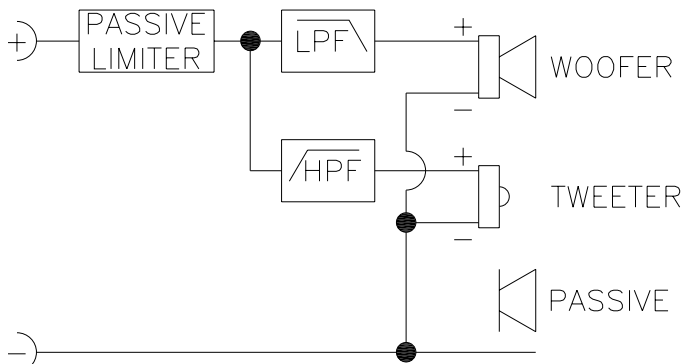 +
PASSIVE
LIMITER
LPF
+
WOOFER
−
HPF
+
TWEETER
−
PASSIVE
−